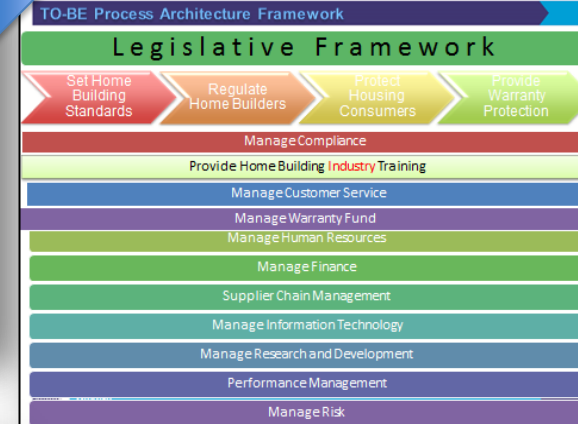 TO-BE Process Architecture Framework
Legislative Framework
Set Home
Building
Standards
Regulate
Home Builders
Protect
Housing
Consumers
Provide
Warranty
Protection
Manage Compliance
Provide Home Building Industry Training
Manage Customer Service
Manage Warranty Fund
Manage Human Resources
Manage Finance
Supplier Chain Management
Manage Information Technology
Manage Research and Development
Performance Management
Manage Risk